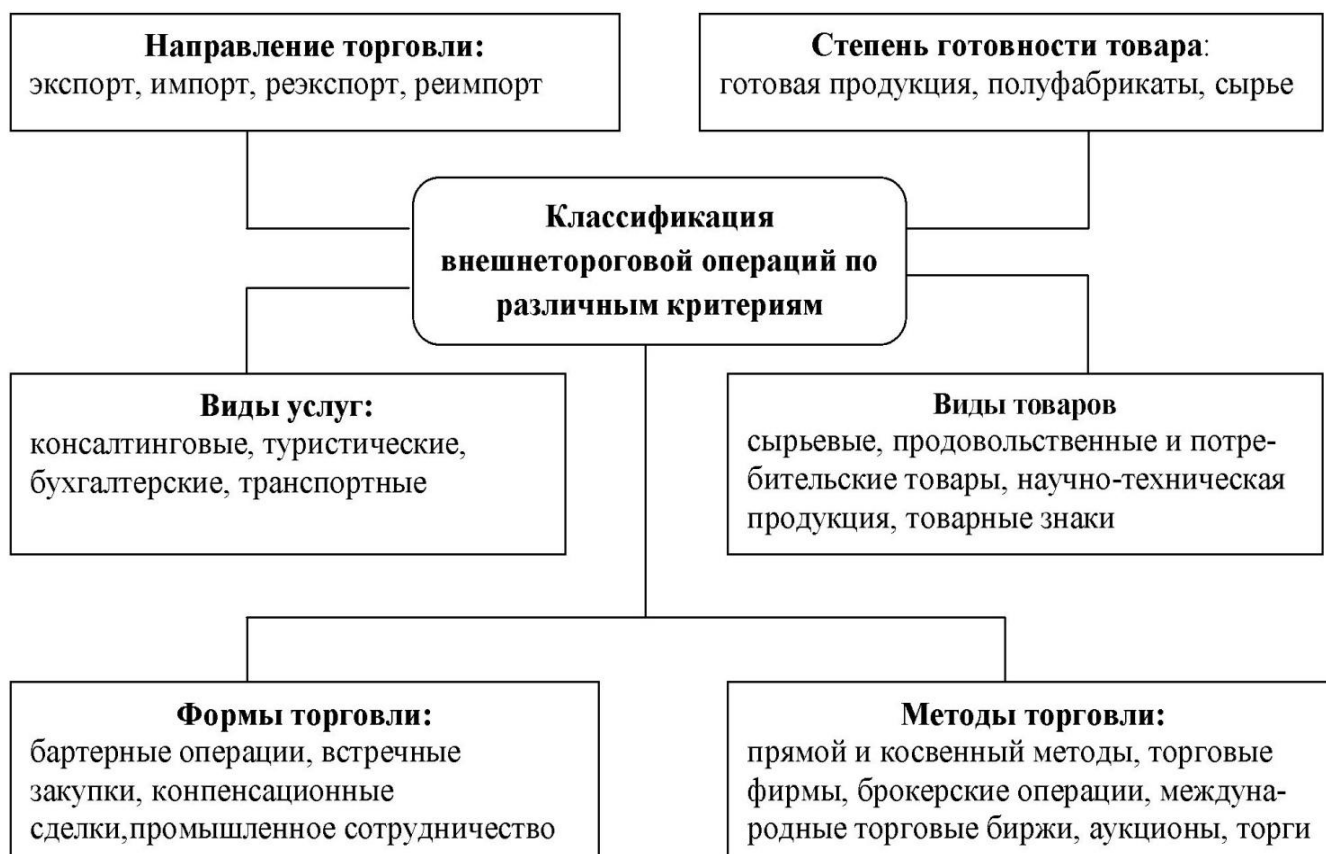 Направление торговли:
экспорт, импорт, реэкспорт, реимпорт
Степень готовности товара:
готовая продукция, полуфабрикаты, сырье
Классификация
внешнетороговой операций по
различным критериям
Виды услуг:
консалтинговые, туристические,
бухгалтерские, транспортные
Виды товаров
сырьевые, продовольственные и потре-
бительские товары, научно-техническая
продукция, товарные знаки
Формы торговли:
бартерные операции, встречные
закупки, конпенсационные
сделки,промышленное сотрудничество
Методы торговли:
прямой и косвенный методы, торговые
фирмы, брокерские операции, междуна-
родные торговые биржи, аукционы, торги